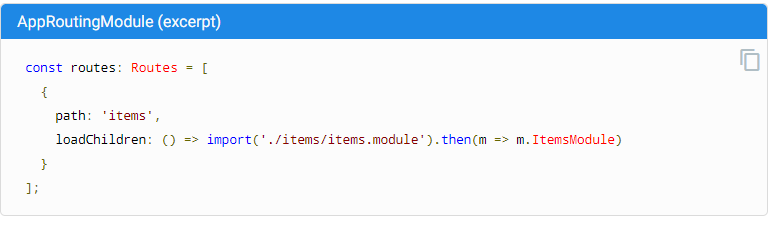 AppRoutingModule (excerpt)
const routes: Routes = [
  {
    path: 'items',
    loadChildren: () => import('./items/items.module').then(m => m.ItemsModule)
  }
];